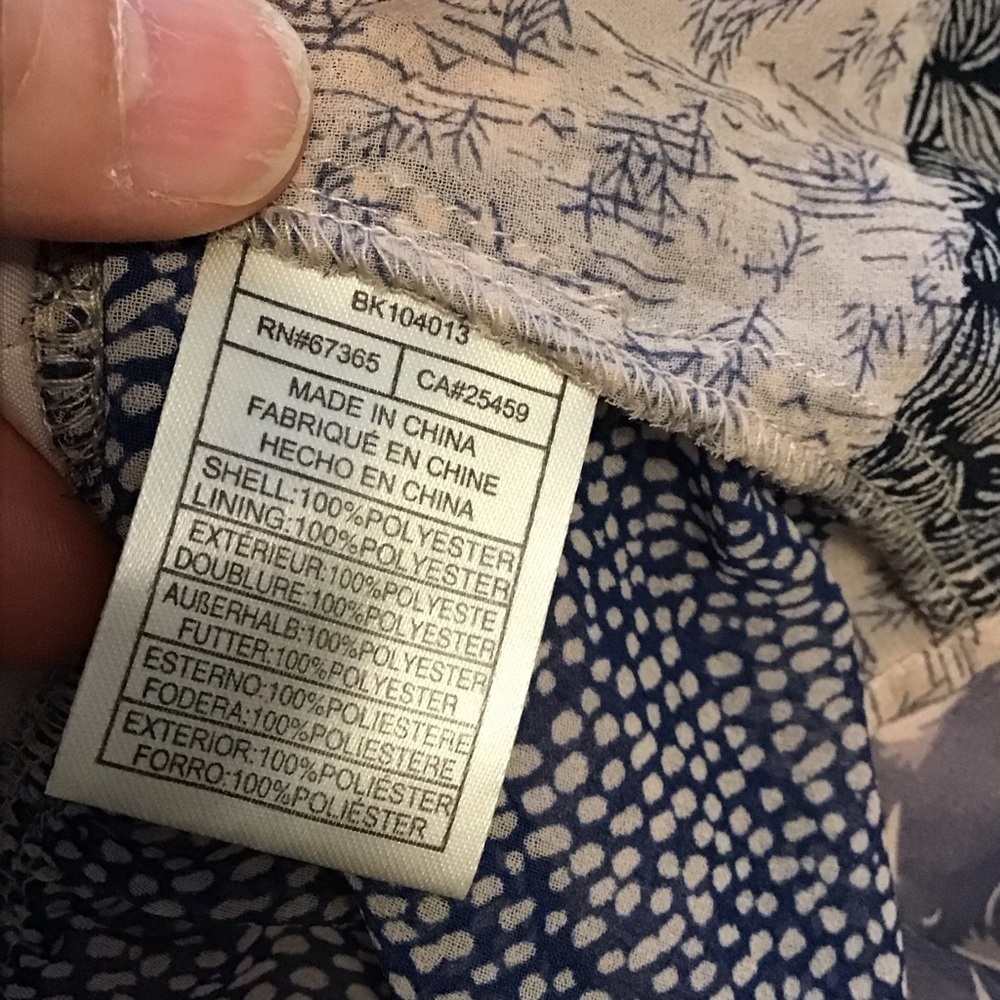 BK104013
RN#67365 CA#25459
MADE IN CHINA
FABRIQUÉ EN CHINE
HECHO EN CHINA
SHELL:100%POLYESTER
LINING:100%POLYESTER
EXTÉRIEUR:100%POLYESTE
DOUBLURE:100%POLYESTER
AUßERHALB:100%POLYESTER
FUTTER:100%POLYESTER
ESTERNO:100%POLIESTERE
FODERA:100%POLIESTERE
EXTERIOR:100%POLIÉSTER
FORRO:100%POLIÉSTER